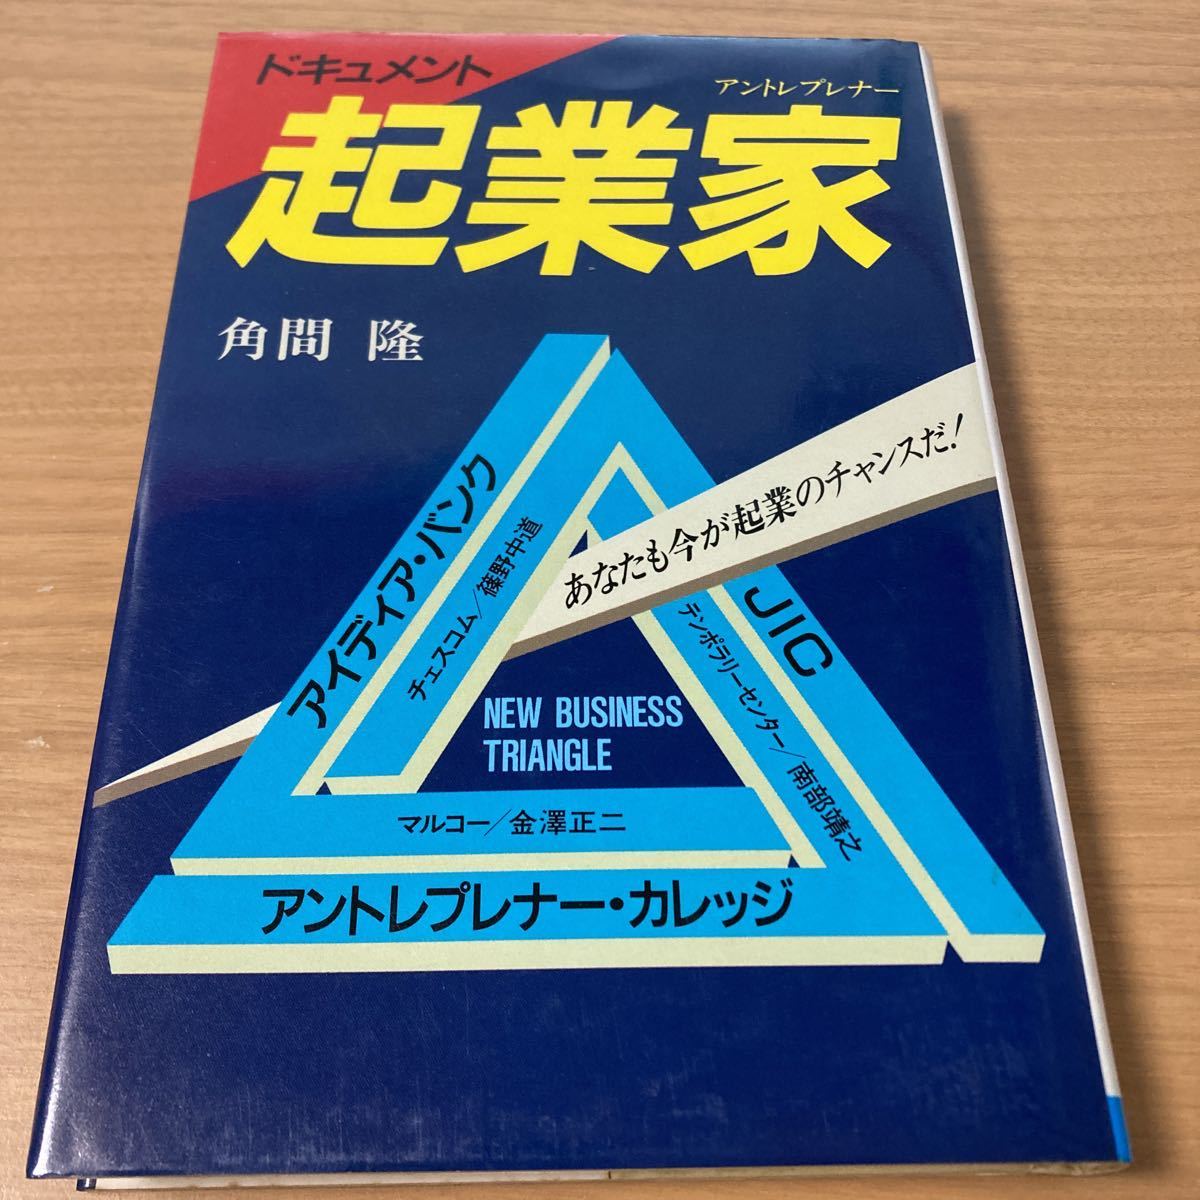 ドキュメント
アントレプレナー
起業家
角間 隆
あなたも今が起業のチャンスだ!
アイディア・バンク
チェスコム/篠野中道
JIC
テンポラリーセンター/南部靖之
NEW BUSINESS
TRIANGLE
マルコー/金澤正二
アントレプレナー・カレッジ